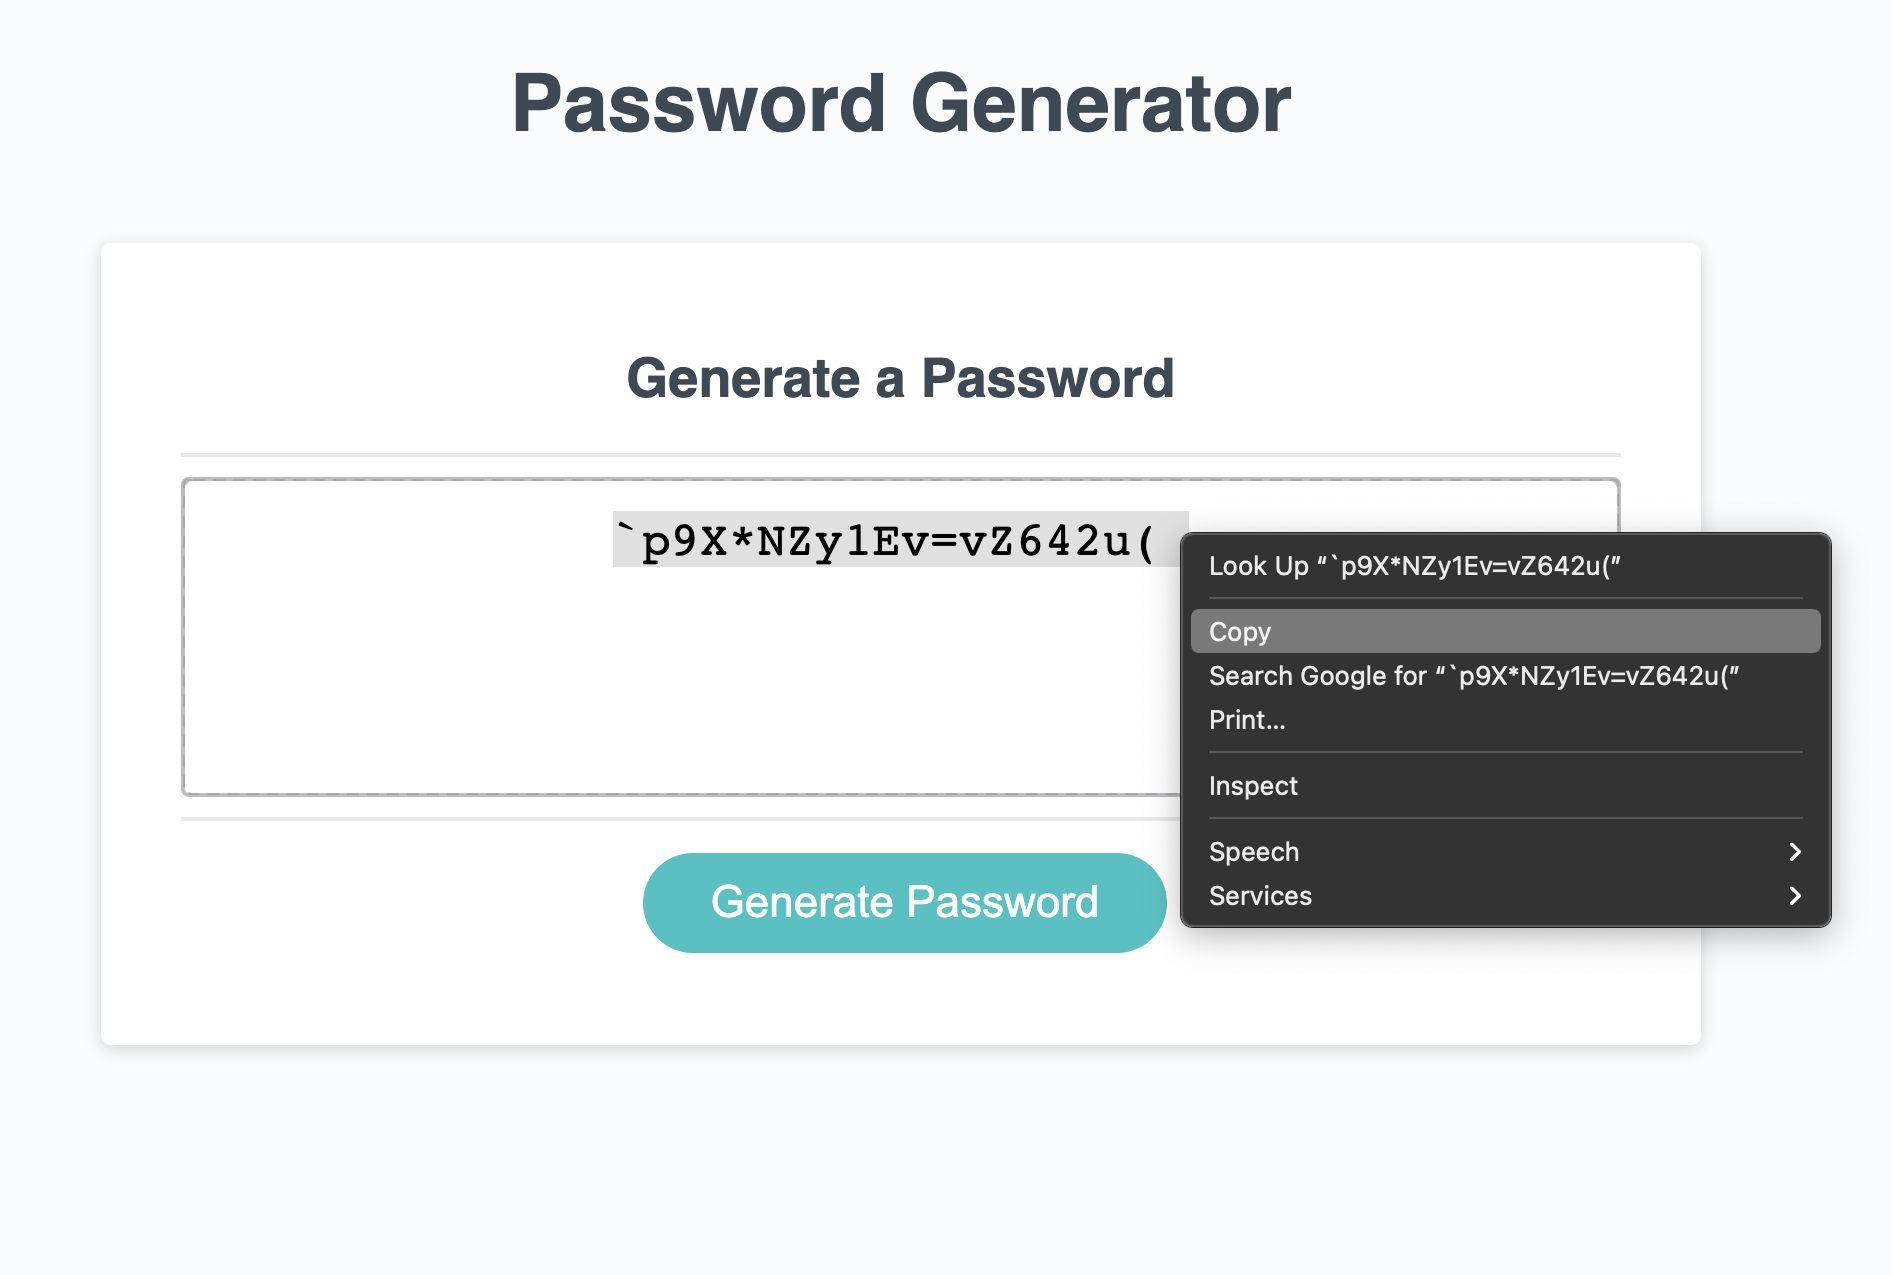 Password Generator
Generate a Password
`p9X*NZy1Ev=vZ642u(
Look Up “`p9X*NZy1Ev=vZ642u(”
Copy
Search Google for “`p9X*NZy1Ev=vZ642u(”
Print...
Inspect
Speech
Services
Generate Password